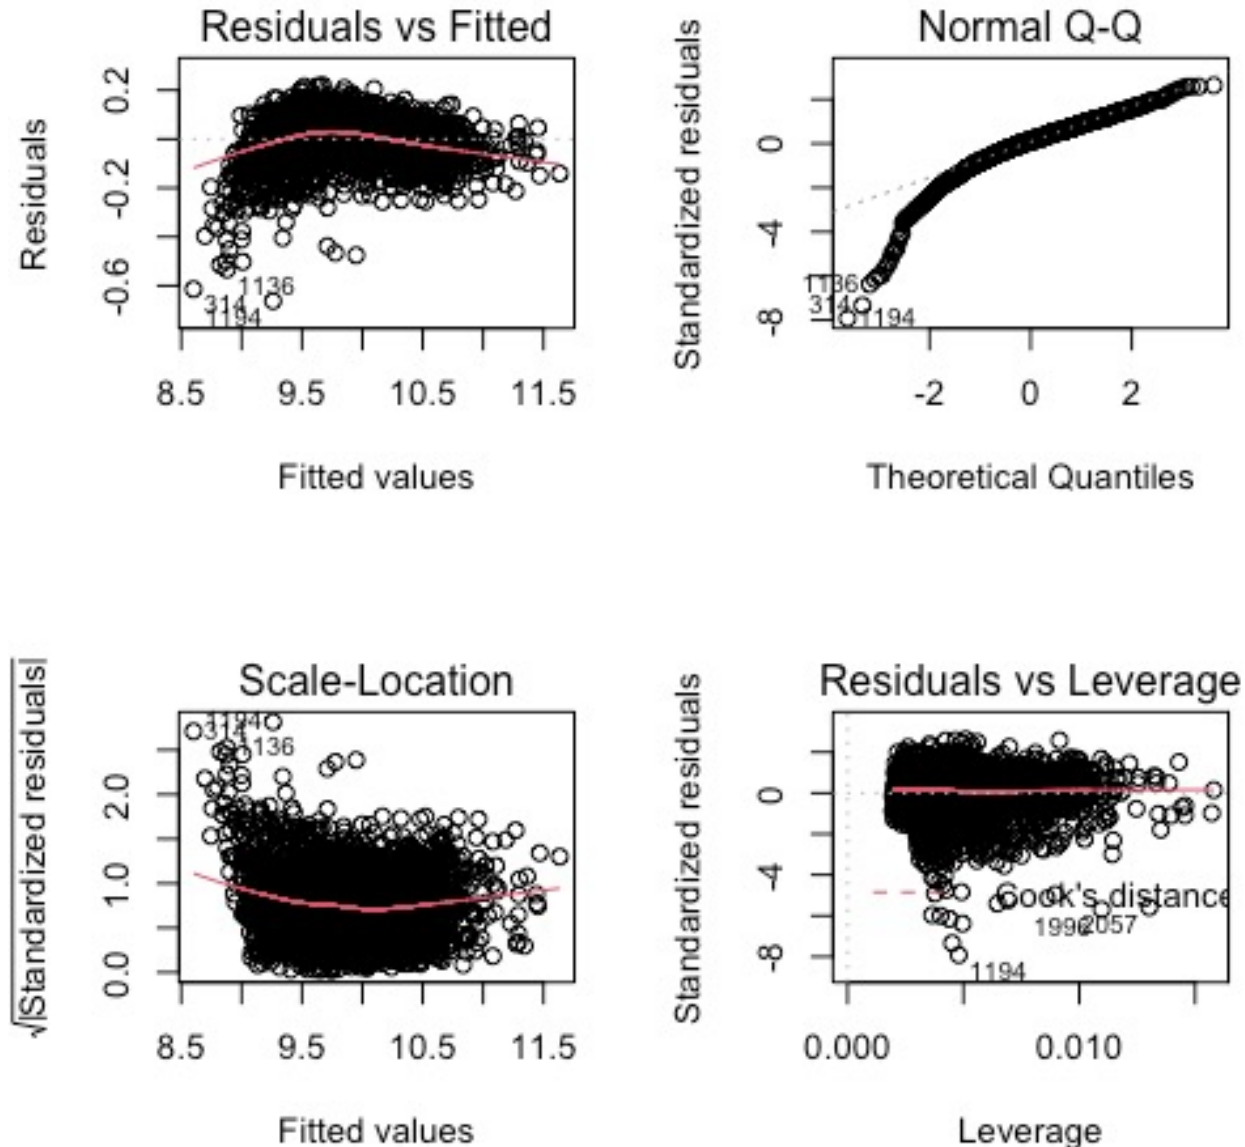 Residuals vs Fitted
Residuals
0.2
-0.2
-0.6
1136
314
1194
8.5 9.5 10.5 11.5
Fitted values
Normal Q-Q
Standardized residuals
0
-4
-8
1136
314
1194
-2 0 2
Theoretical Quantiles
Scale-Location
√|Standardized residuals|
2.0
1.0
0.0
1194
314
1136
8.5 9.5 10.5 11.5
Fitted values
Residuals vs Leverage
Standardized residuals
0
-4
-8
Cook's distance
1996
2057
1194
0.000 0.010
Leverage